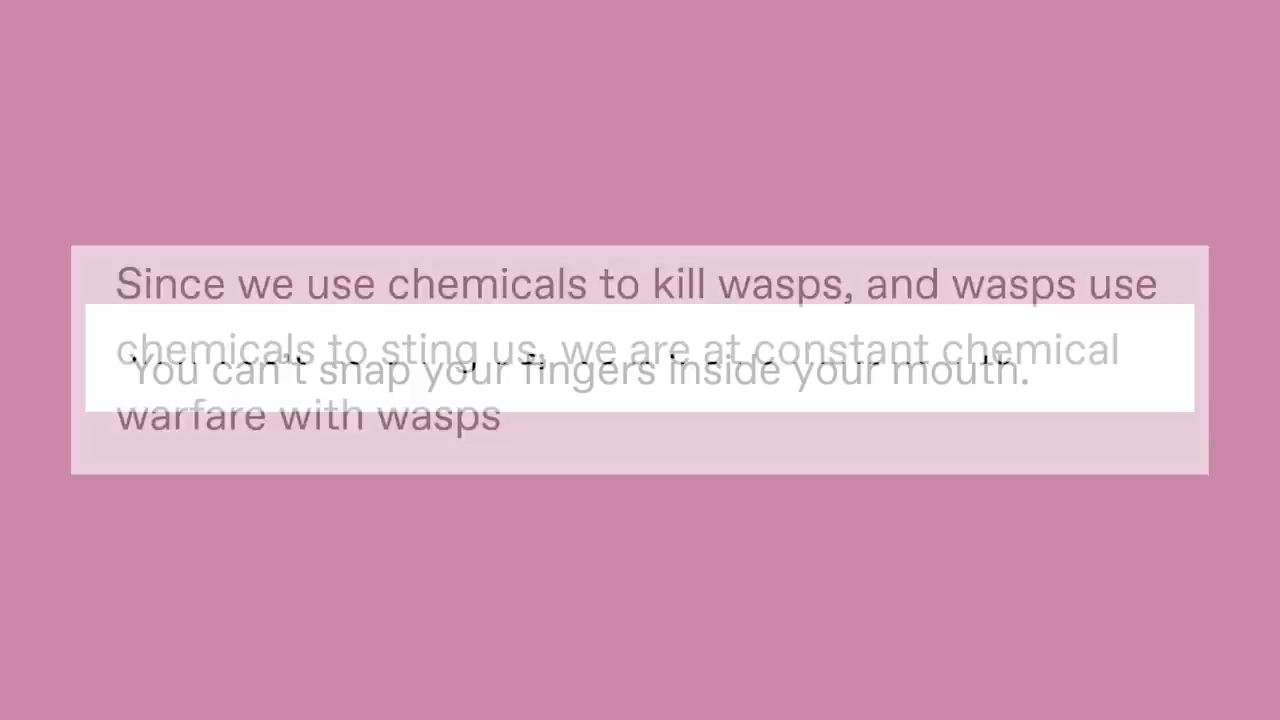 Since we use chemicals to kill wasps, and wasps use
chemicals to sting us, we are at constant chemical
You can't snap your fingers inside your mouth.
warfare with wasps